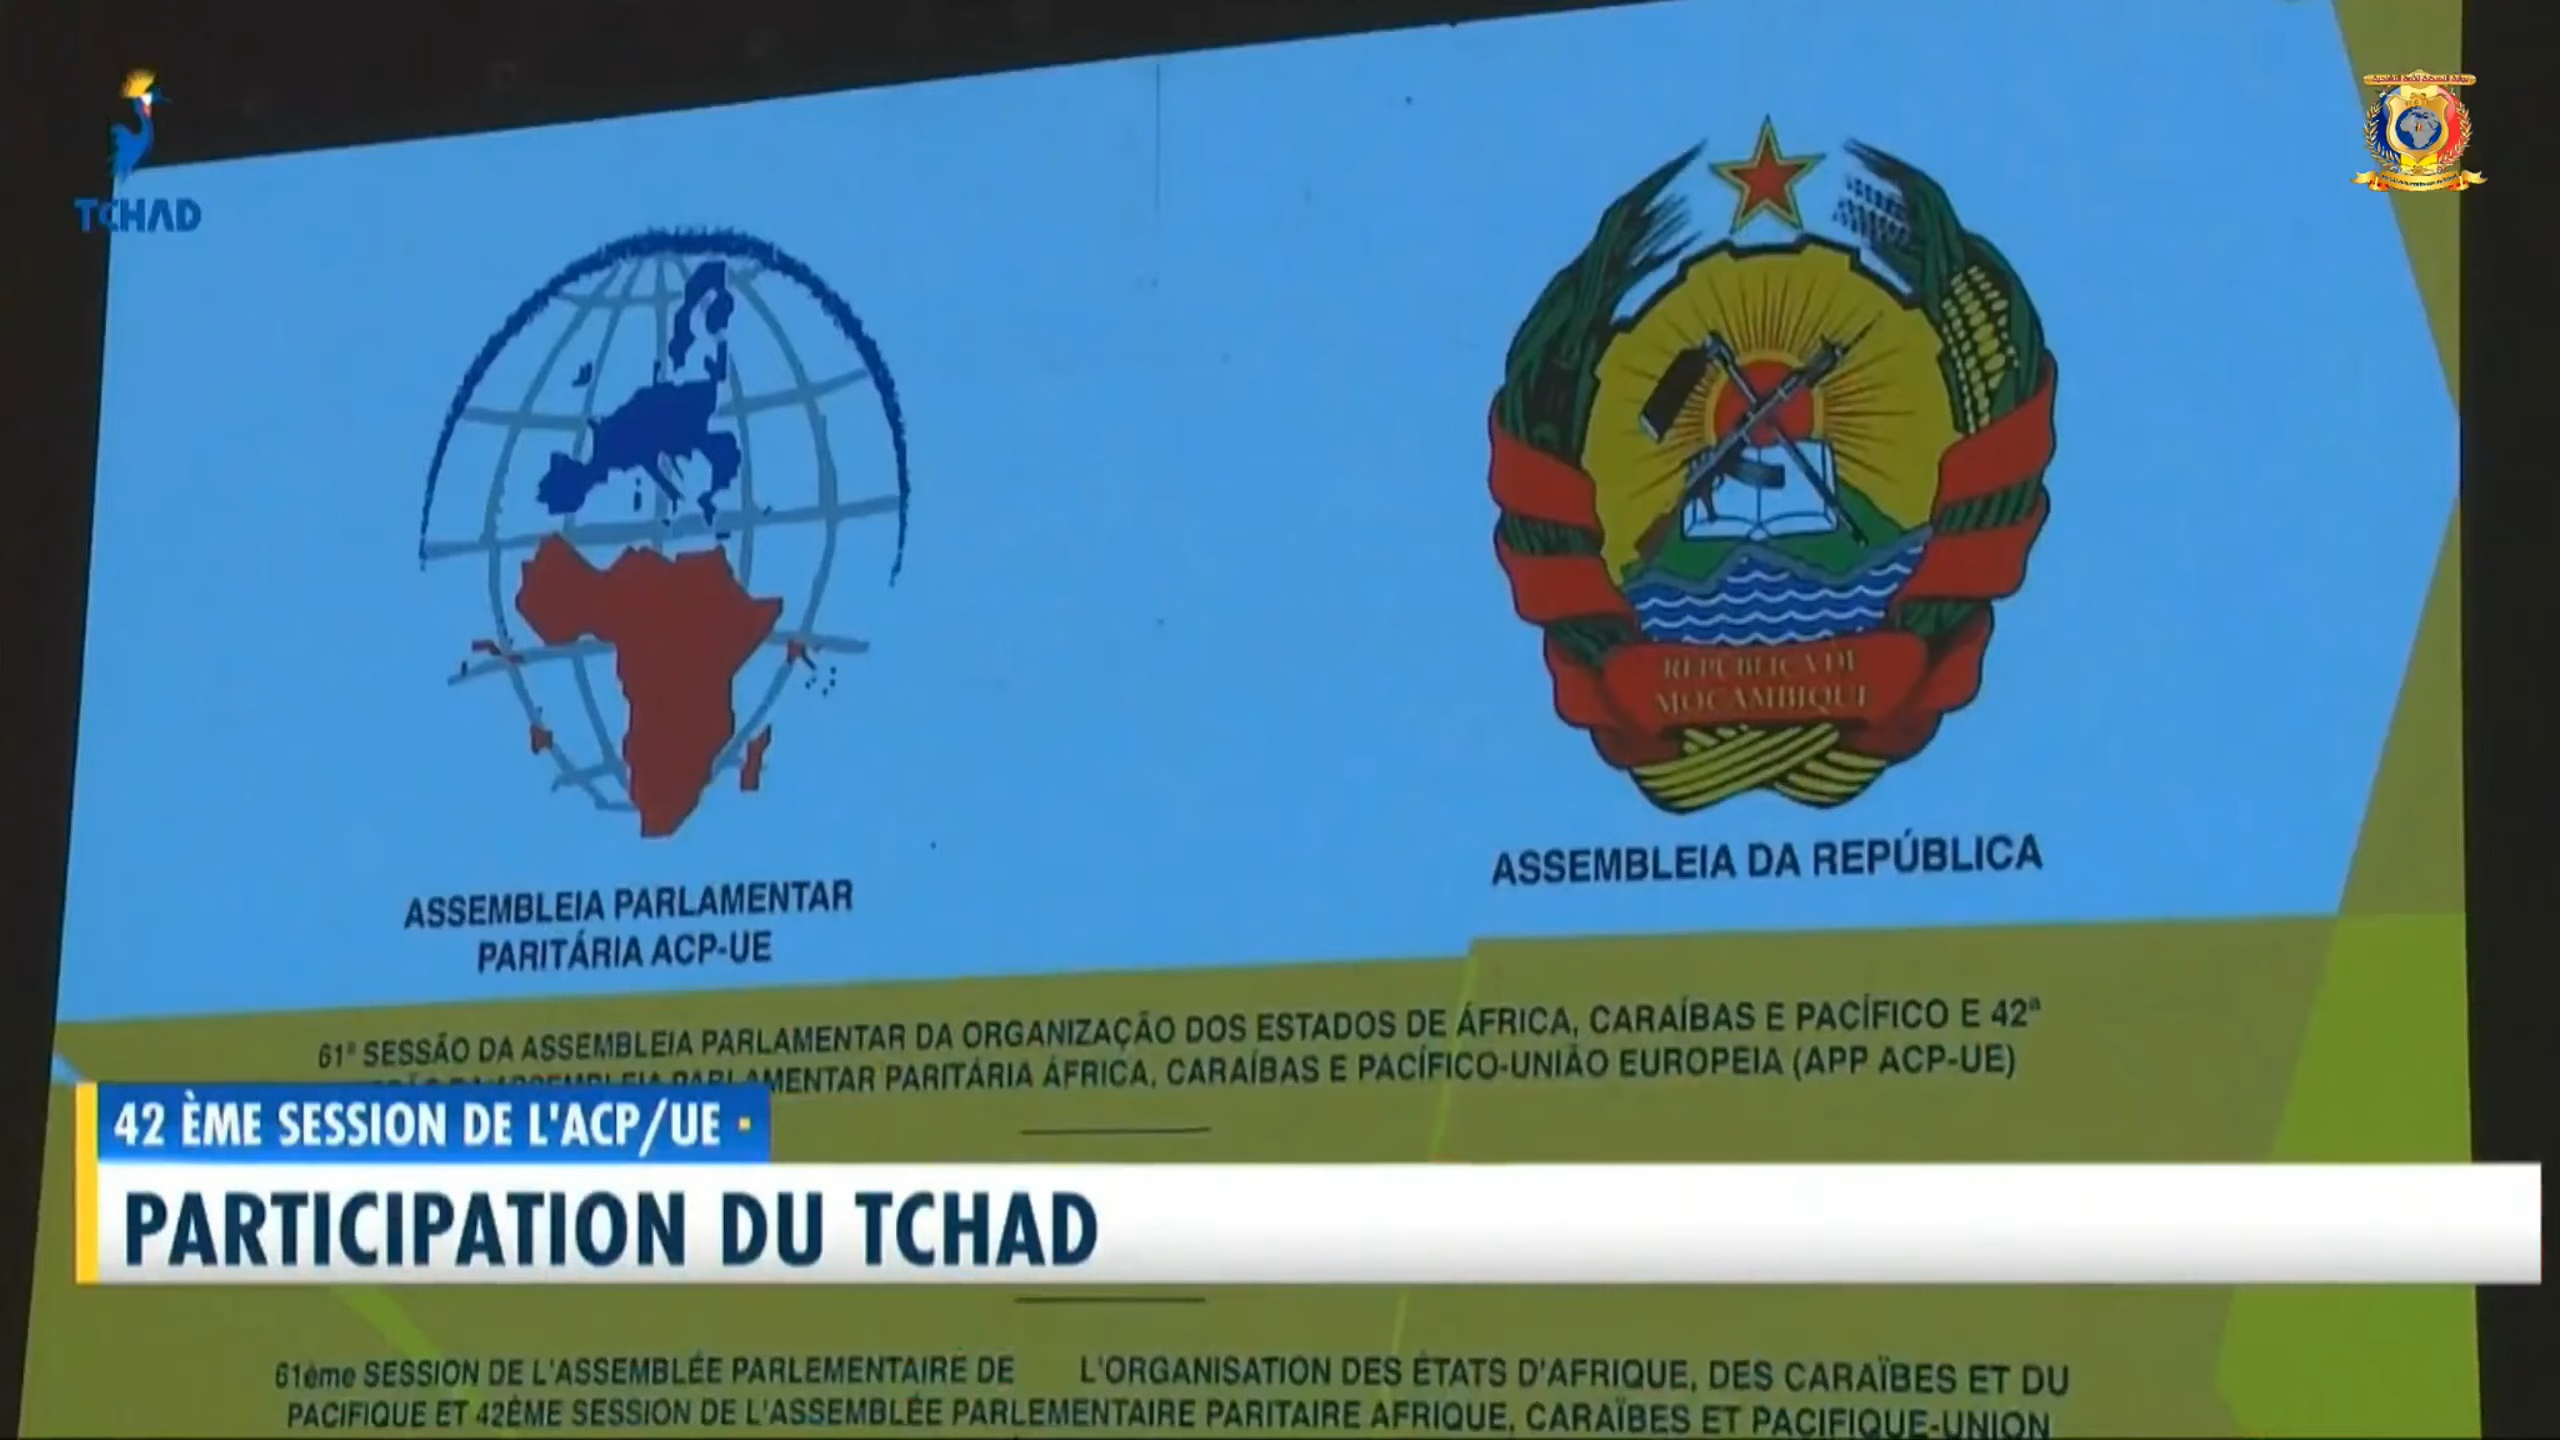 TCHAD
REPÚBLICA DE
MOÇAMBIQUE
ASSEMBLEIA DA REPÚBLICA
ASSEMBLEIA PARLAMENTAR
PARITÁRIA ACP-UE
61ª SESSÃO DA ASSEMBLEIA PARLAMENTAR DA ORGANIZAÇÃO DOS ESTADOS DE ÁFRICA, CARAÍBAS E PACÍFICO E 42ª
PARLAMENTAR PARITÁRIA ÁFRICA, CARAÍBAS E PACÍFICO-UNIÃO EUROPEIA (APP ACP-UE)
42 ÈME SESSION DE L'ACP/UE
PARTICIPATION DU TCHAD
61ème SESSION DE L'ASSEMBLÉE PARLEMENTAIRE DE L'ORGANISATION DES ÉTATS D'AFRIQUE, DES CARAÏBES ET DU
PACIFIQUE ET 42ÈME SESSION DE L'ASSEMBLÉE PARLEMENTAIRE PARITAIRE AFRIQUE, CARAÏBES ET PACIFIQUE-UNION